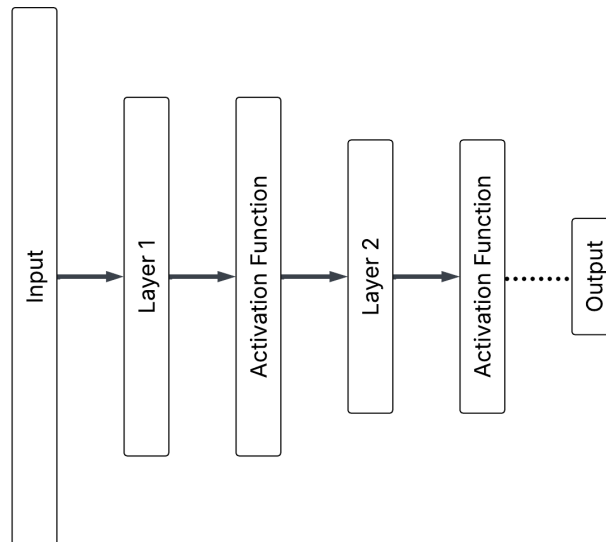 Input
Layer 1
Activation Function
Layer 2
Activation Function
Output